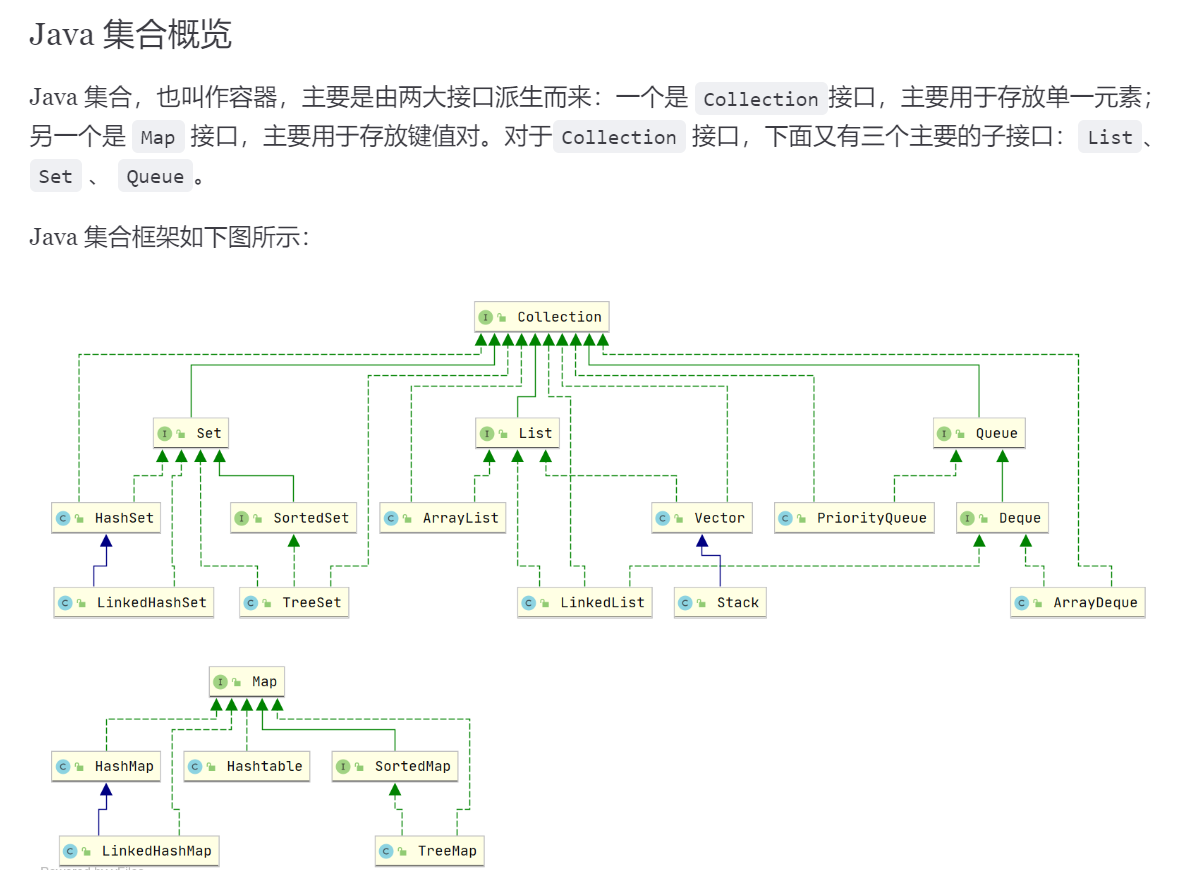 Java 集合概览
Java 集合，也叫作容器，主要是由两大接口派生而来：一个是 Collection 接口，主要用于存放单一元素；
另一个是 Map 接口，主要用于存放键值对。对于 Collection 接口，下面又有三个主要的子接口： List 、
Set 、 Queue 。
Java 集合框架如下图所示：
I Collection
I Set I List I Queue
C HashSet I SortedSet C ArrayList C Vector C PriorityQueue I Deque
C LinkedHashSet C TreeSet C LinkedList C Stack C ArrayDeque
I Map
C HashMap C Hashtable I SortedMap
C LinkedHashMap C TreeMap